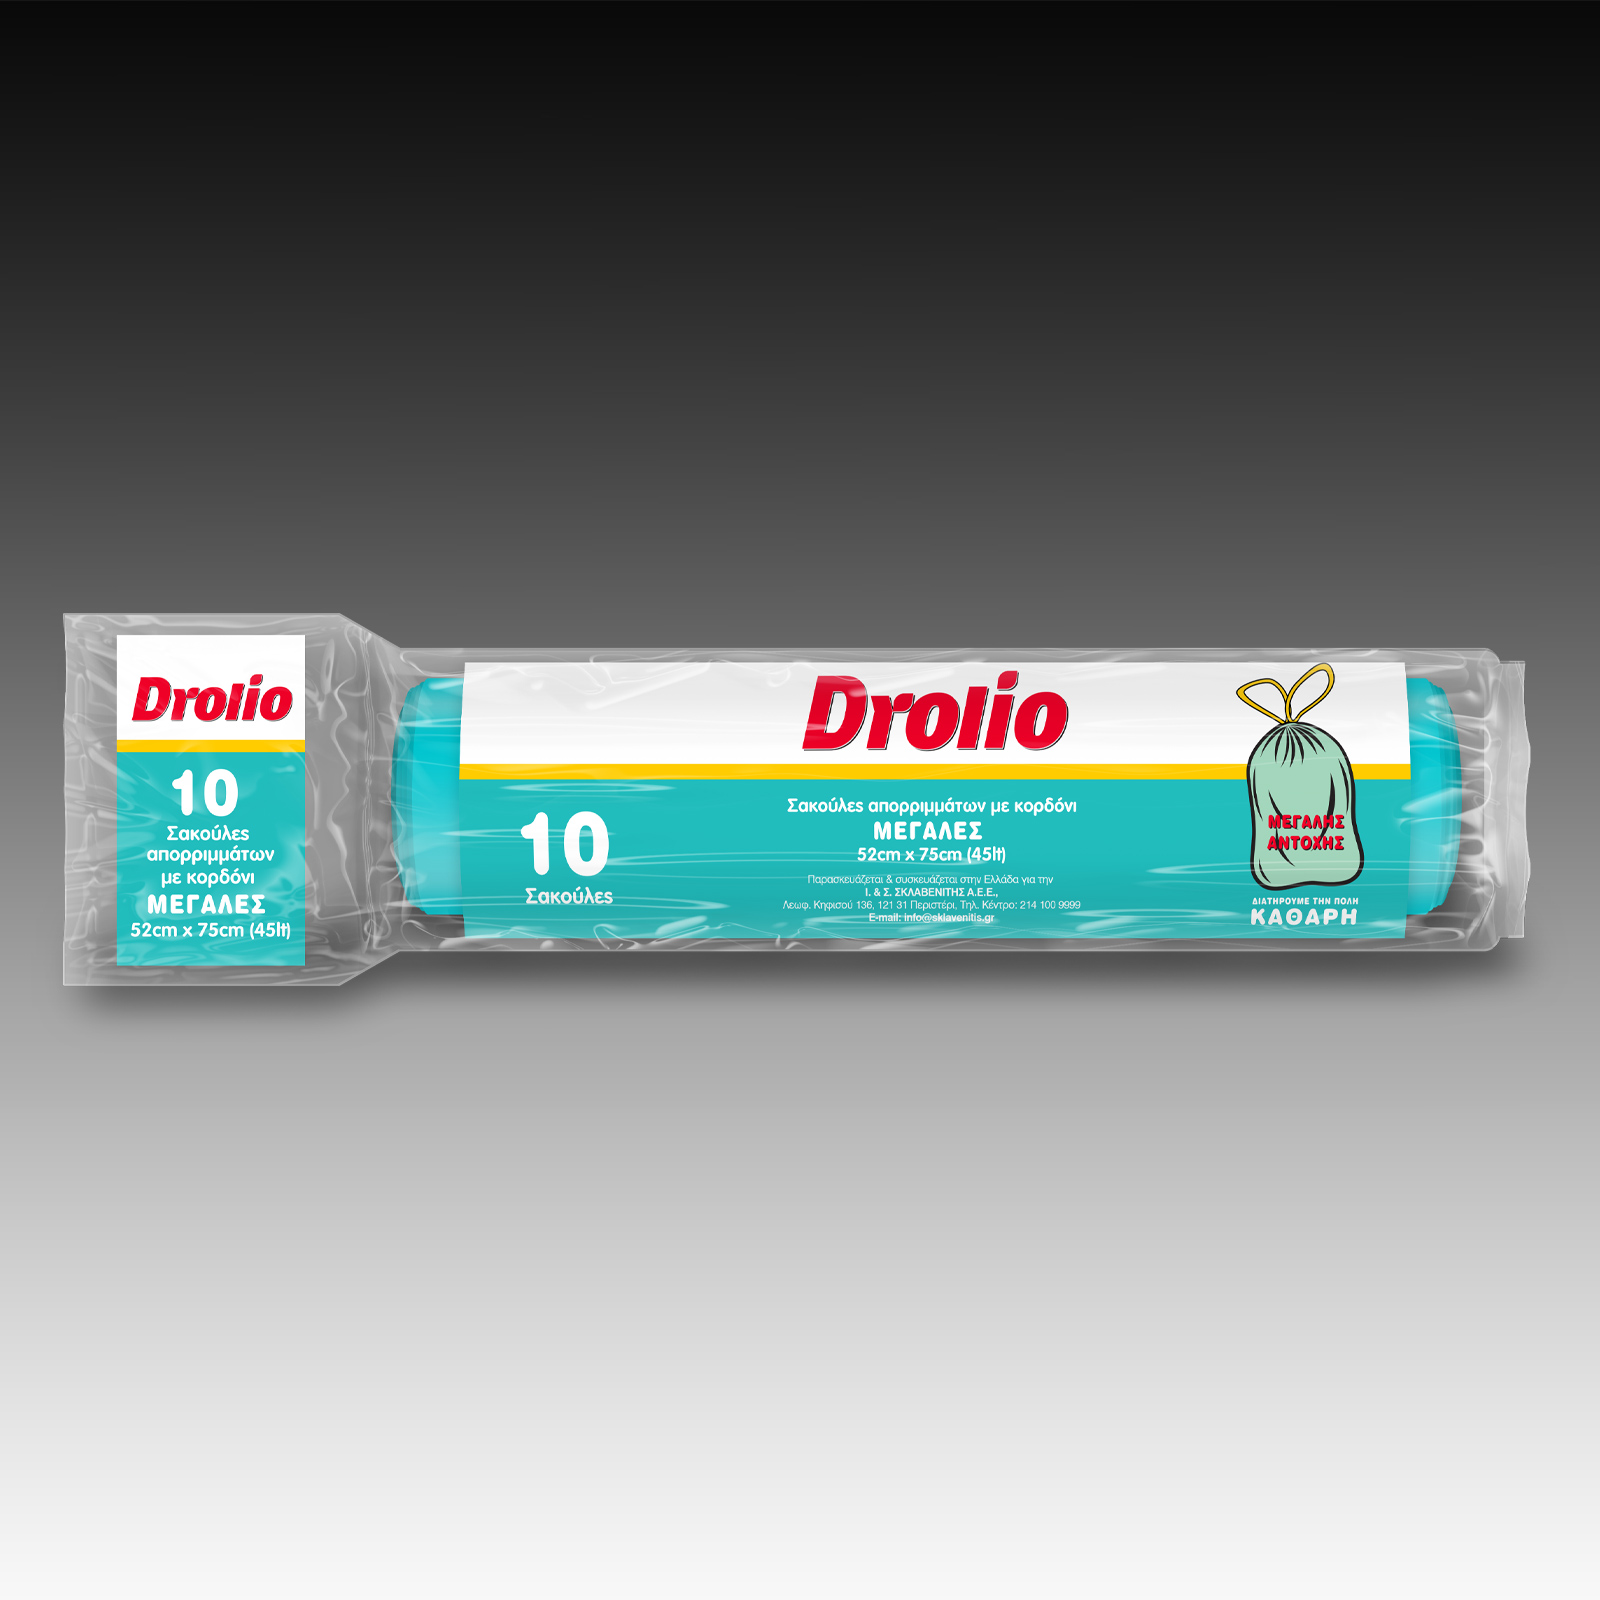 Drolio
10
Σακούλες
απορριμμάτων
με κορδόνι
ΜΕΓΑΛΕΣ
52cm x 75cm (45lt)
Drolio
10
Σακούλες
Σακούλες απορριμμάτων με κορδόνι
ΜΕΓΑΛΕΣ
52cm x 75cm (45lt)
Παρασκευάζεται & συσκευάζεται στην Ελλάδα για την
Ι. & Σ. ΣΚΛΑΒΕΝΙΤΗΣ Α.Ε.Ε.,
Λεωφ. Κηφισού 136, 121 31 Περιστέρι, Τηλ. Κέντρο: 214 100 9999
E-mail: info@sklavenitis.gr
ΜΕΓΑΛΗΣ
ΑΝΤΟΧΗΣ
ΔΙΑΤΗΡΟΥΜΕ ΤΗΝ ΠΟΛΗ
ΚΑΘΑΡΗ